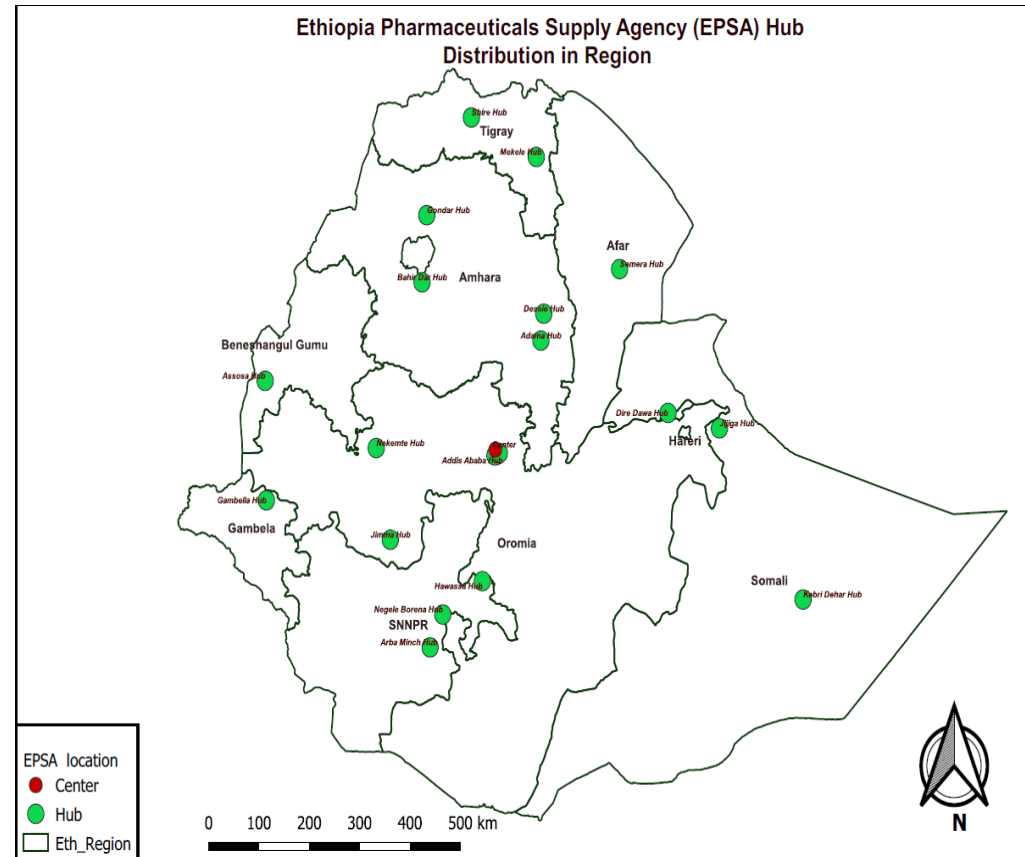 Ethiopia Pharmaceuticals Supply Agency (EPSA) Hub
Distribution in Region
Shire Hub
Tigray
Mekele Hub
Gondar Hub
Afar
Semera Hub
Bahir Dar Hub
Amhara
Dessie Hub
Adama Hub
Beneshangul Gumu
Assosa Hub
Dire Dawa Hub
Jijiga Hub
Hareri
Nekemte Hub
Center
Addis Ababa Hub
Gambella Hub
Gambela
Jimma Hub
Oromia
Hawassa Hub
Somali
Kebri Dehar Hub
Negele Borena Hub
SNNPR
Arba Minch Hub
EPSA location
Center
Hub
Eth_Region
0 100 200 300 400 500 km
N